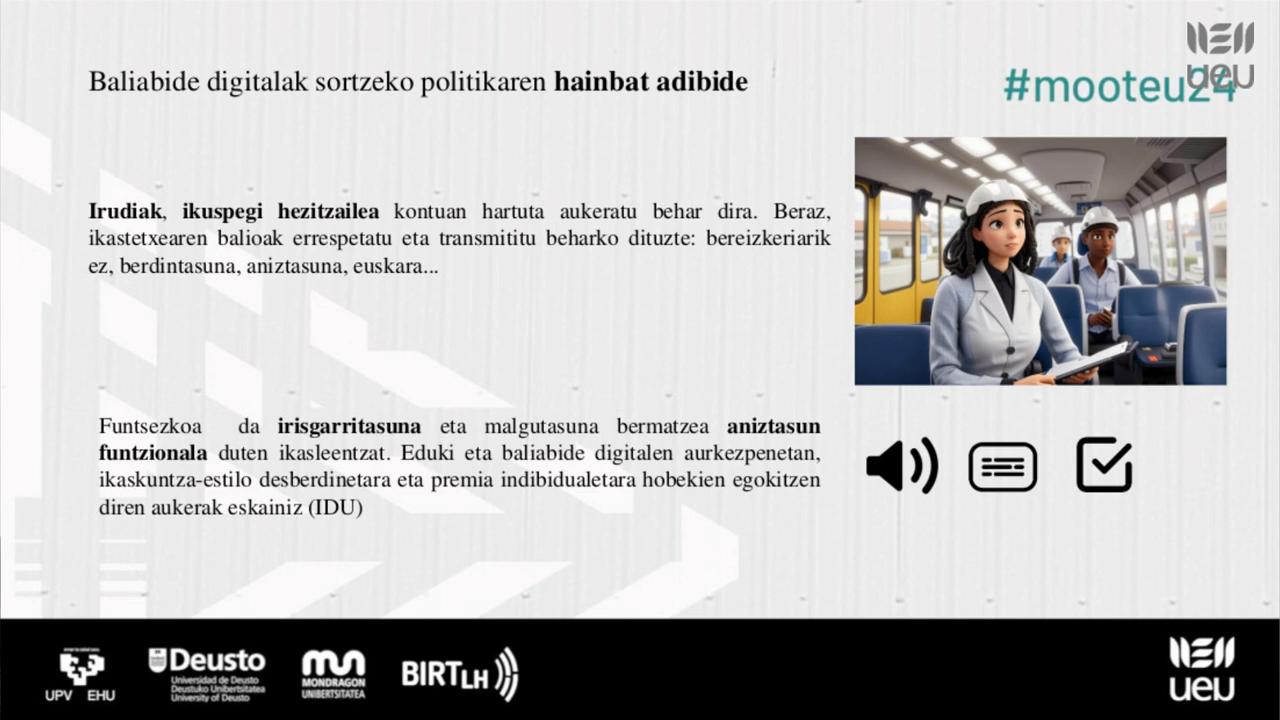 Baliabide digitalak sortzeko politikaren hainbat adibide
#mooteu24
ueu
Irudiak, ikuspegi hezitzailea kontuan hartuta aukeratu behar dira. Beraz,
ikastetxearen balioak errespetatu eta transmititu beharko dituzte: bereizkeriarik
ez, berdintasuna, aniztasuna, euskara...
Funtsezkoa da irisgarritasuna eta malgutasuna bermatzea aniztasun
funtzionala duten ikasleentzat. Eduki eta baliabide digitalen aurkezpenetan,
ikaskuntza-estilo desberdinetara eta premia indibidualetara hobekien egokitzen
diren aukerak eskainiz (IDU)
UPV EHU
Deusto
Universidad de Deusto
Deustuko Unibertsitatea
University of Deusto
MONDRAGON
UNIBERTSITATEA
BIRT LH
ueu